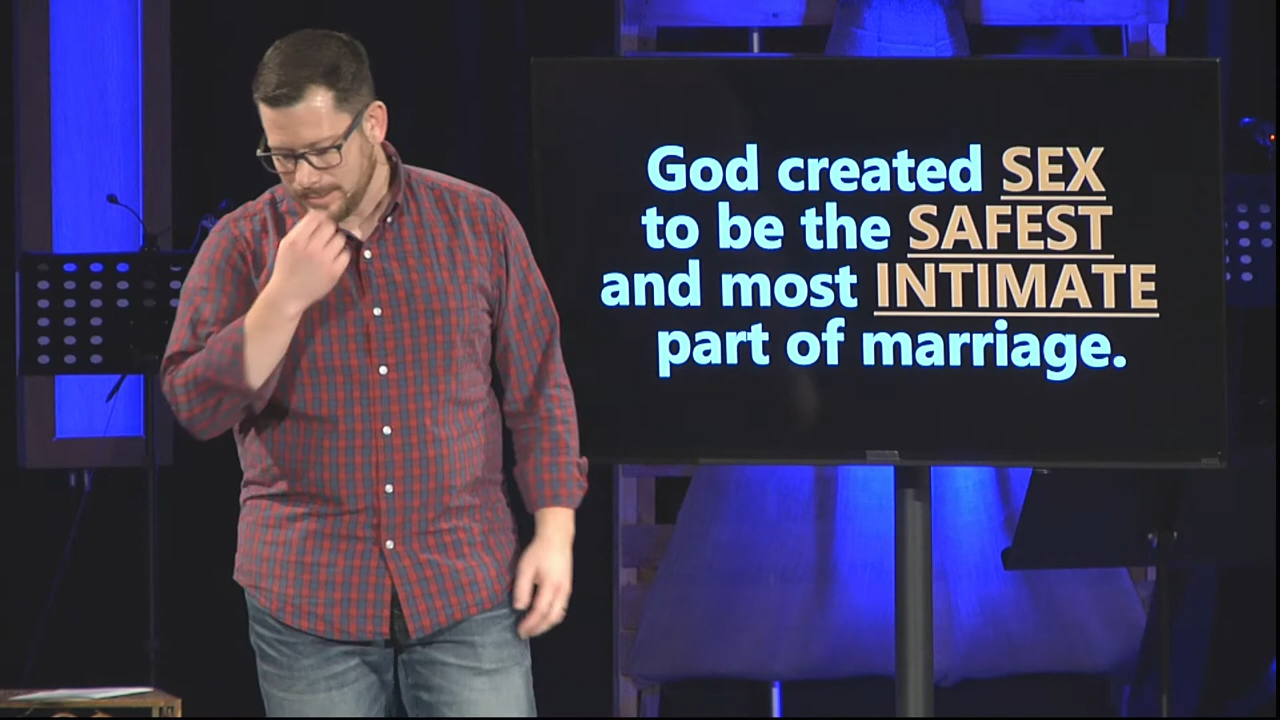 God created SEX
to be the SAFEST
and most INTIMATE
part of marriage.